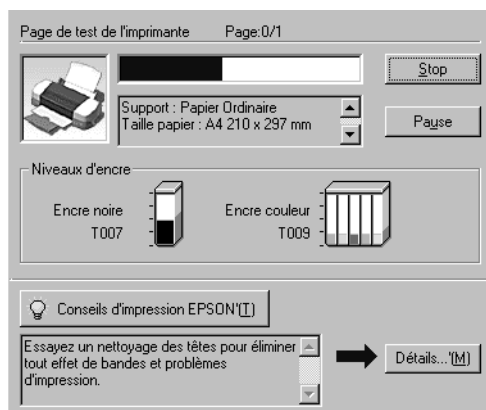 Page de test de l'imprimante Page:0/1
Stop
Support : Papier Ordinaire
Taille papier : A4 210 x 297 mm
Pause
Niveaux d'encre
Encre noire
T007
Encre couleur
T009
Conseils d'impression EPSON'(T)
Essayez un nettoyage des têtes pour éliminer
tout effet de bandes et problèmes
d'impression.
Détails...'(M)